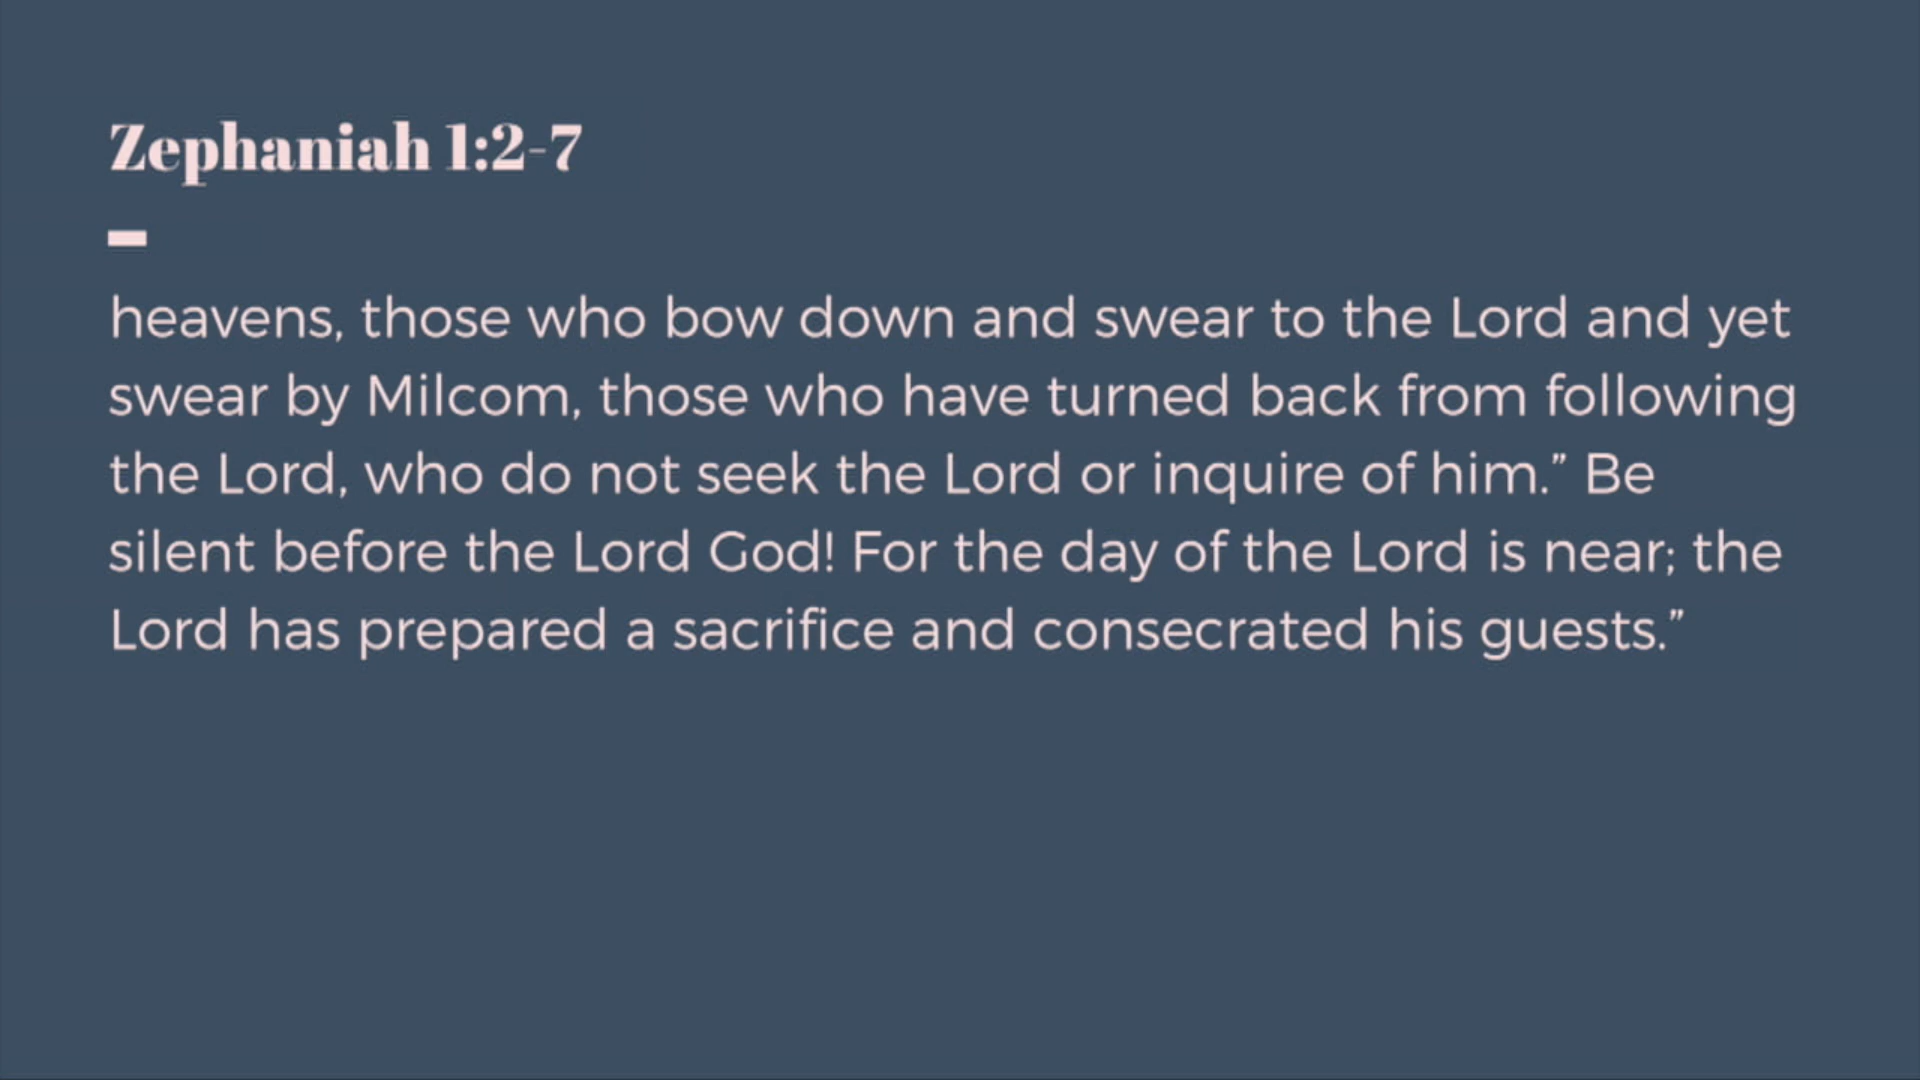 Zephaniah 1:2-7
heavens, those who bow down and swear to the Lord and yet
swear by Milcom, those who have turned back from following
the Lord, who do not seek the Lord or inquire of him.” Be
silent before the Lord God! For the day of the Lord is near; the
Lord has prepared a sacrifice and consecrated his guests.”